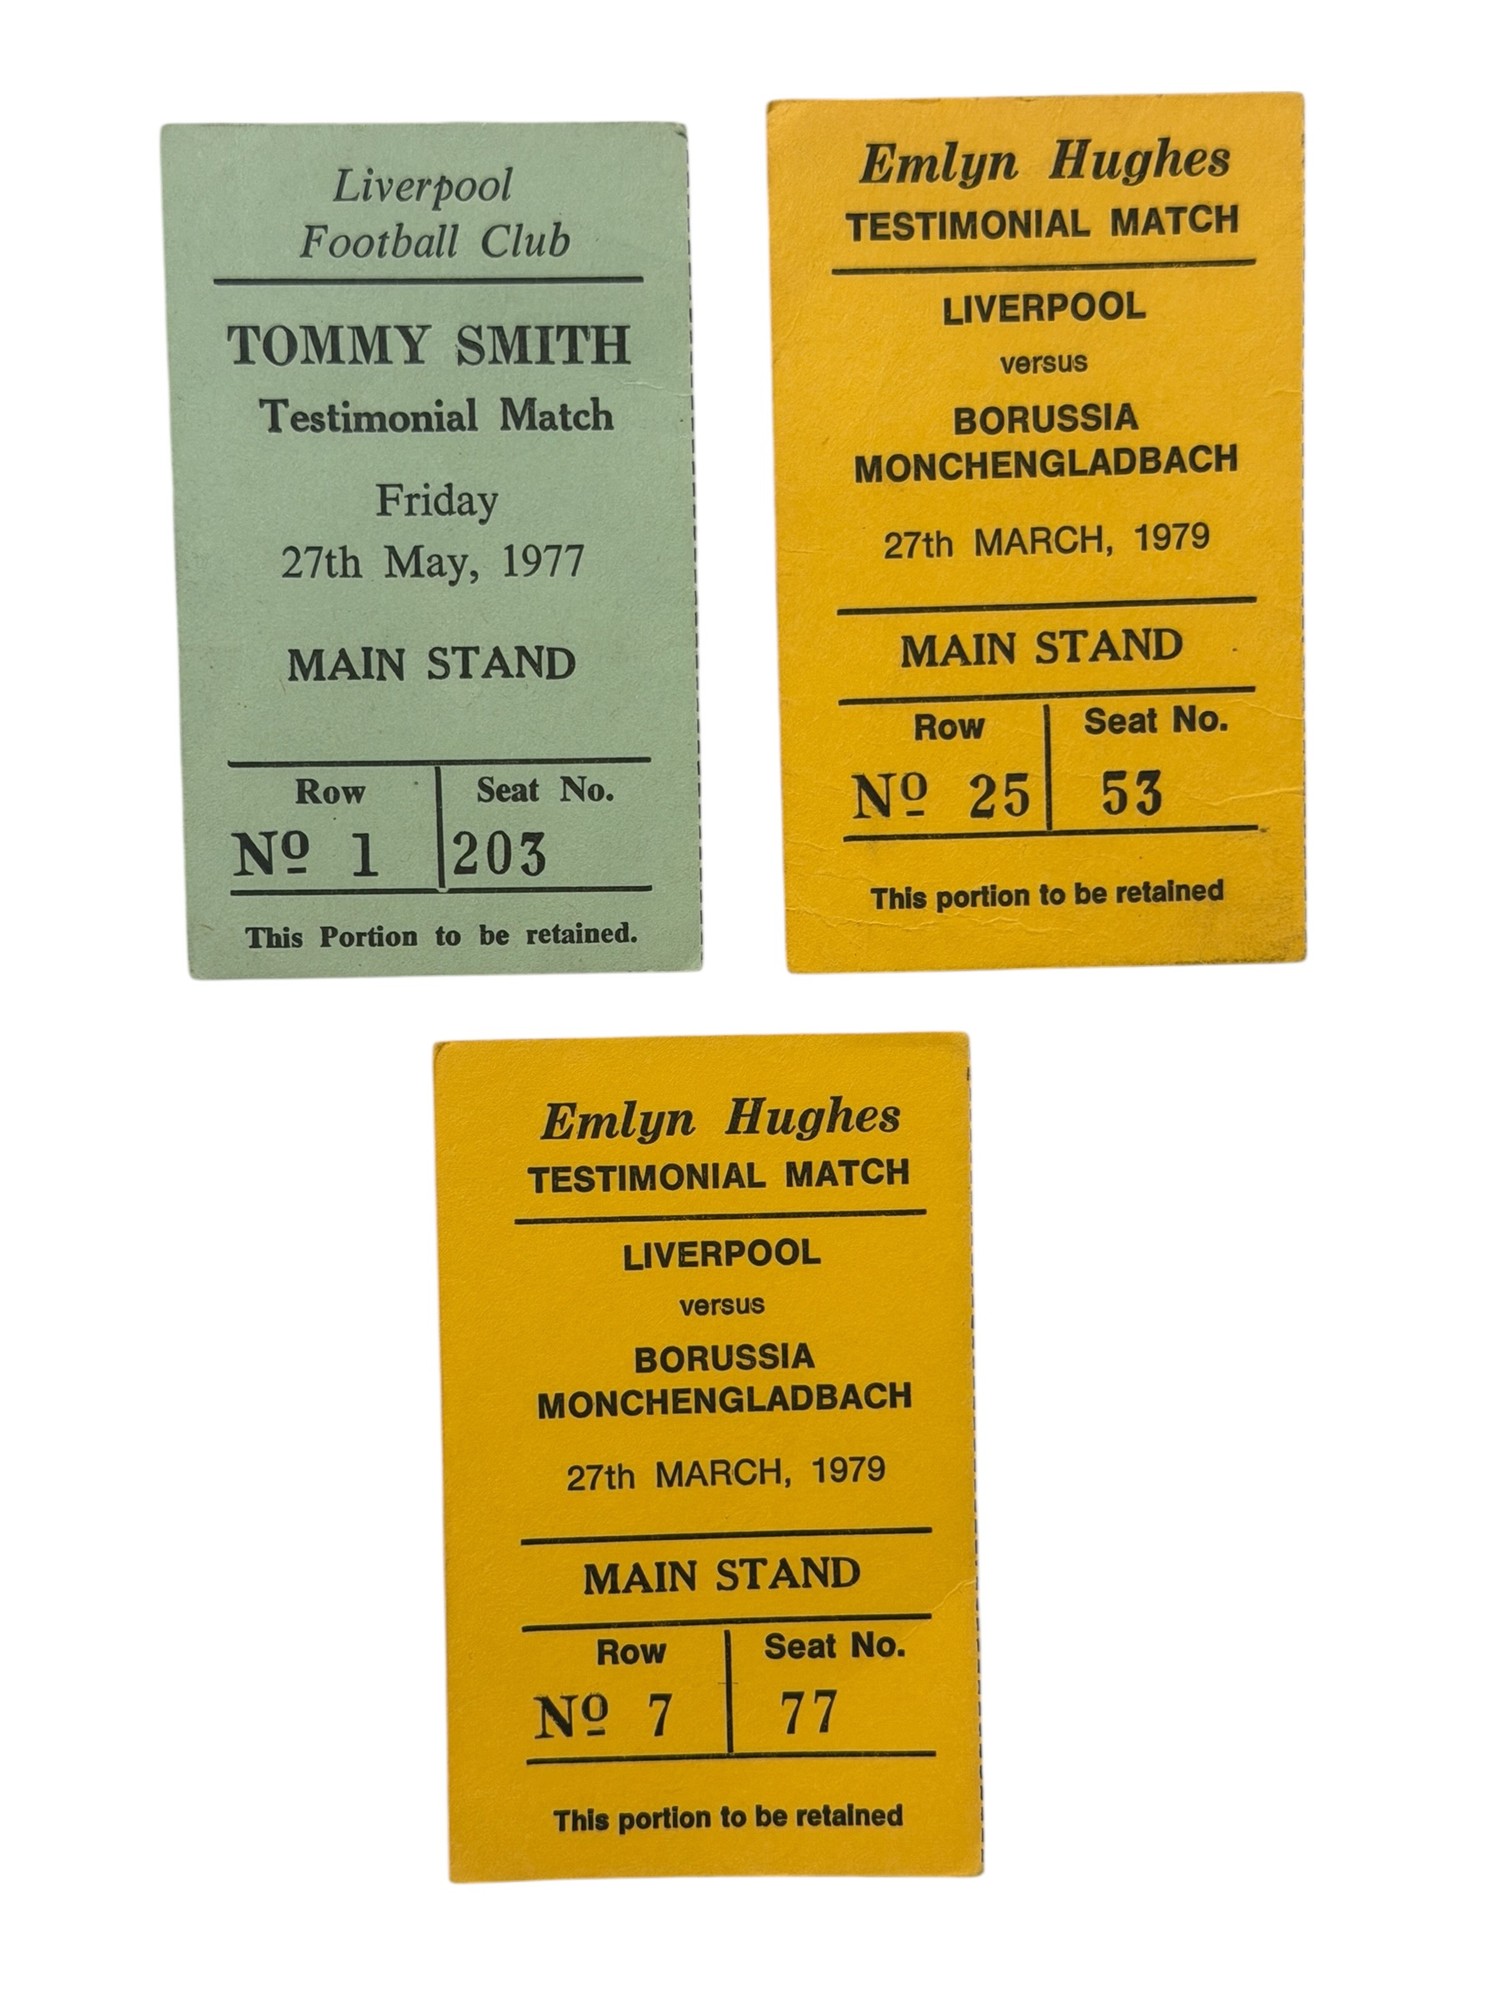 Liverpool
Football Club
TOMMY SMITH
Testimonial Match
Friday
27th May, 1977
MAIN STAND
Row Seat No.
Nº 1 203
This Portion to be retained.
Emlyn Hughes
TESTIMONIAL MATCH
LIVERPOOL
versus
BORUSSIA
MONCHENGLADBACH
27th MARCH, 1979
MAIN STAND
Row Seat No.
Nº 25 53
This portion to be retained
Emlyn Hughes
TESTIMONIAL MATCH
LIVERPOOL
versus
BORUSSIA
MONCHENGLADBACH
27th MARCH, 1979
MAIN STAND
Row Seat No.
Nº 7 77
This portion to be retained